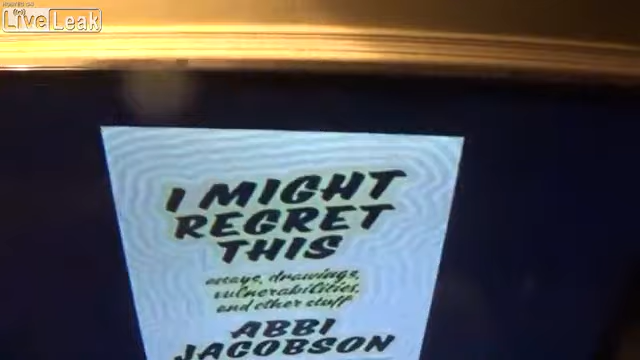 LiveLeak
I MIGHT
REGRET
THIS
essays, drawings,
vulnerabilities,
and other stuff
ABBI
JACOBSON